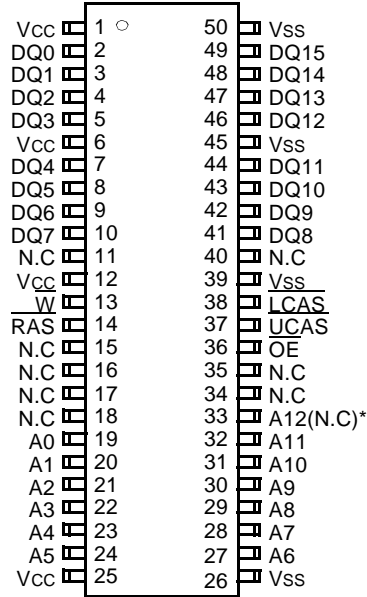 Vcc 1 50 Vss
DQ0 2 49 DQ15
DQ1 3 48 DQ14
DQ2 4 47 DQ13
DQ3 5 46 DQ12
Vcc 6 45 Vss
DQ4 7 44 DQ11
DQ5 8 43 DQ10
DQ6 9 42 DQ9
DQ7 10 41 DQ8
N.C 11 40 N.C
Vcc 12 39 Vss
W 13 38 LCAS
RAS 14 37 UCAS
N.C 15 36 OE
N.C 16 35 N.C
N.C 17 34 N.C
N.C 18 33 A12(N.C)*
A0 19 32 A11
A1 20 31 A10
A2 21 30 A9
A3 22 29 A8
A4 23 28 A7
A5 24 27 A6
Vcc 25 26 Vss